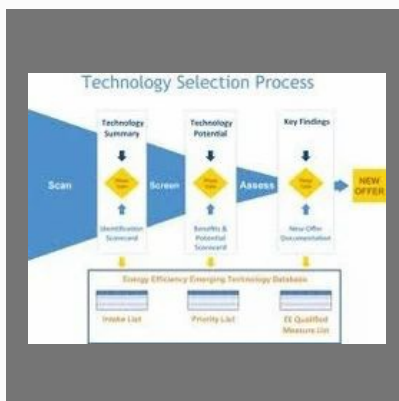 Technology Selection Process
Technology
Summary
Technology
Potential
Key Findings
Scan
Screen
Assess
NEW
OFFER
Identification
Scorecard
Benefits &
Potential
Scorecard
New Offer
Documentation
Energy Efficiency Emerging Technology Database
Intake List
Priority List
EE Qualified
Measure List